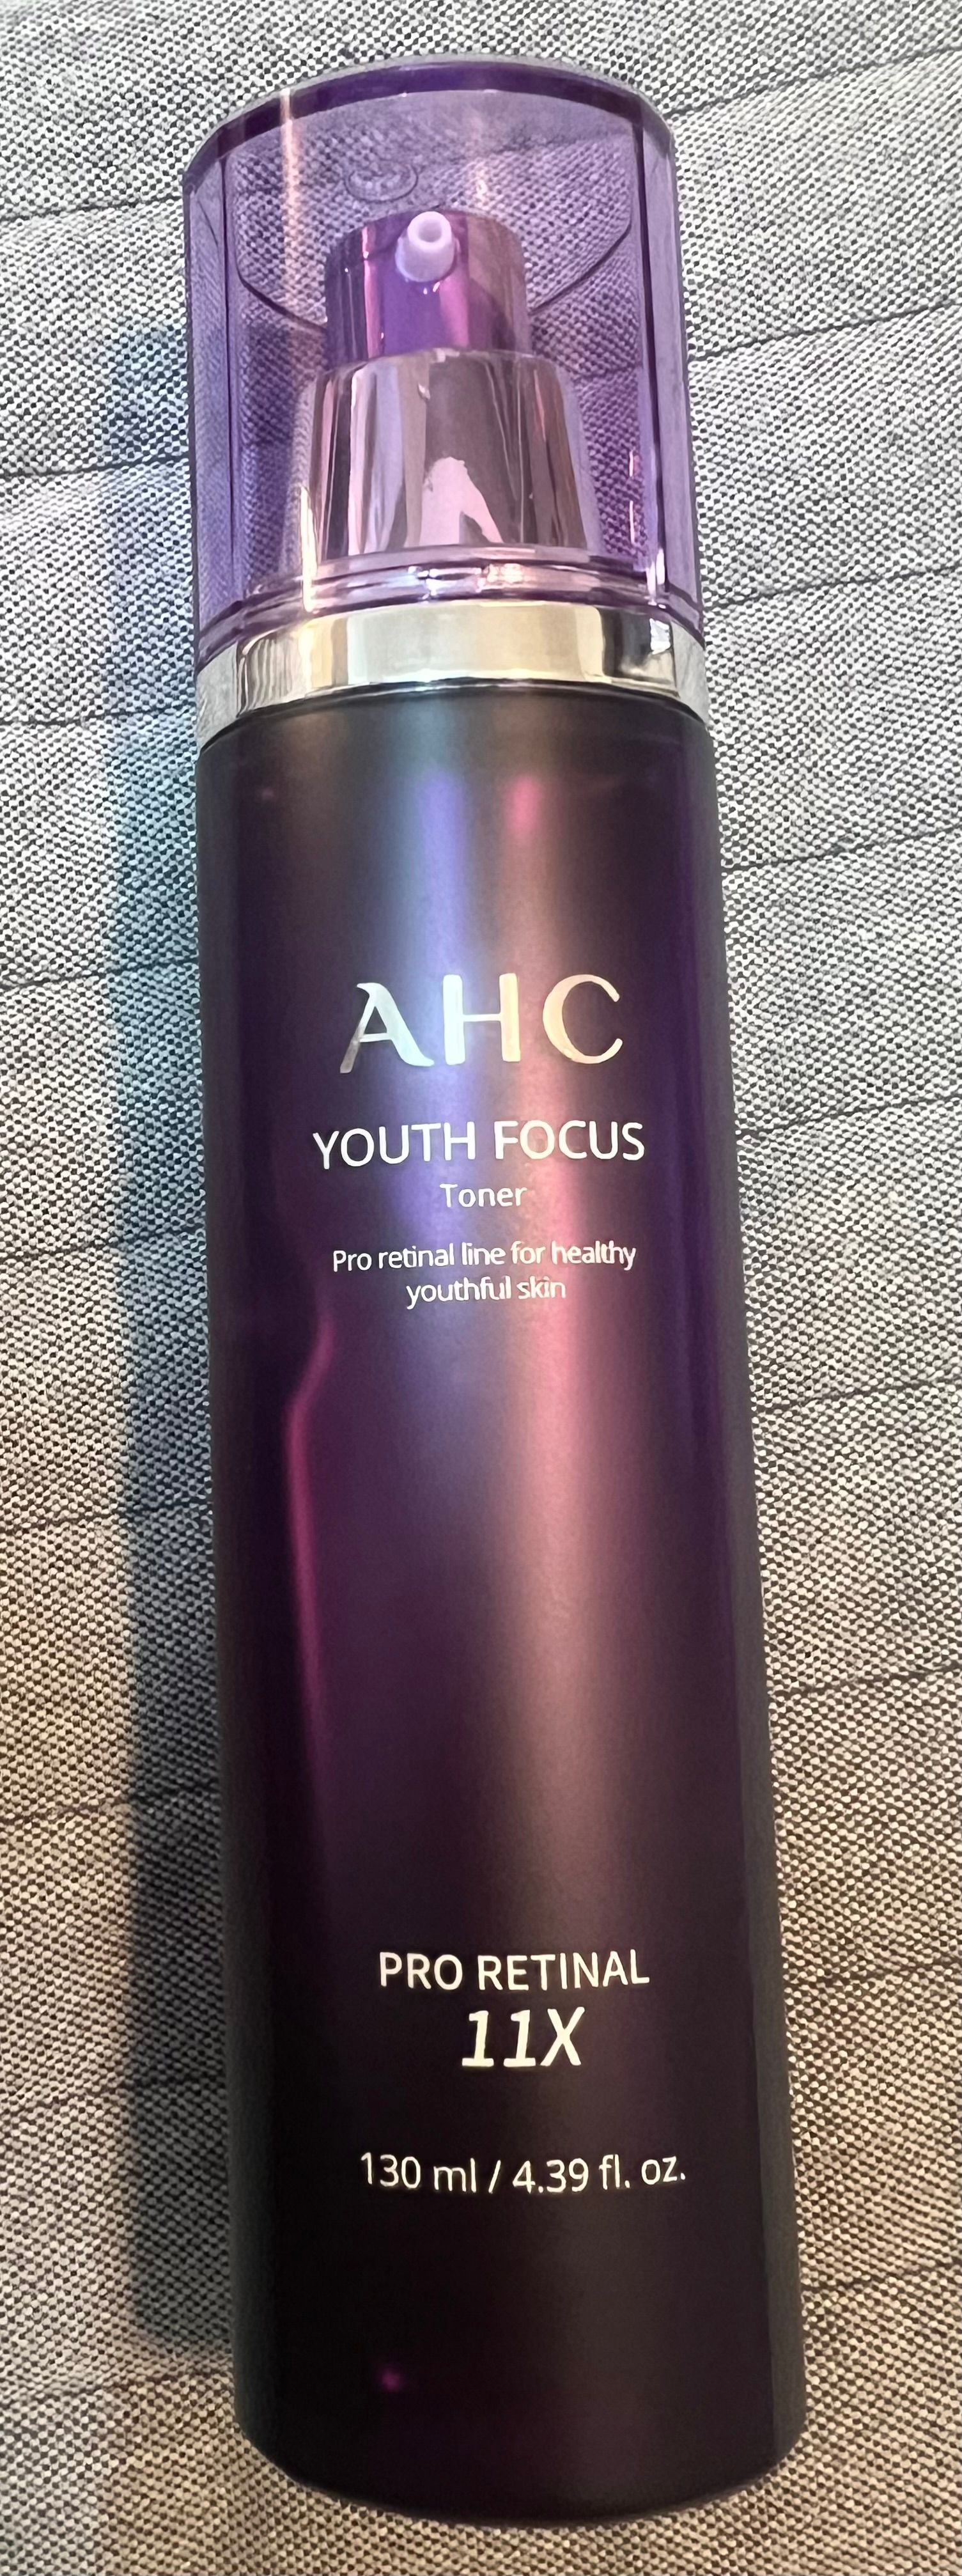 AHC
YOUTH FOCUS
Toner
Pro retinal line for healthy
youthful skin
PRO RETINAL
11X
130 ml / 4.39 fl. oz.